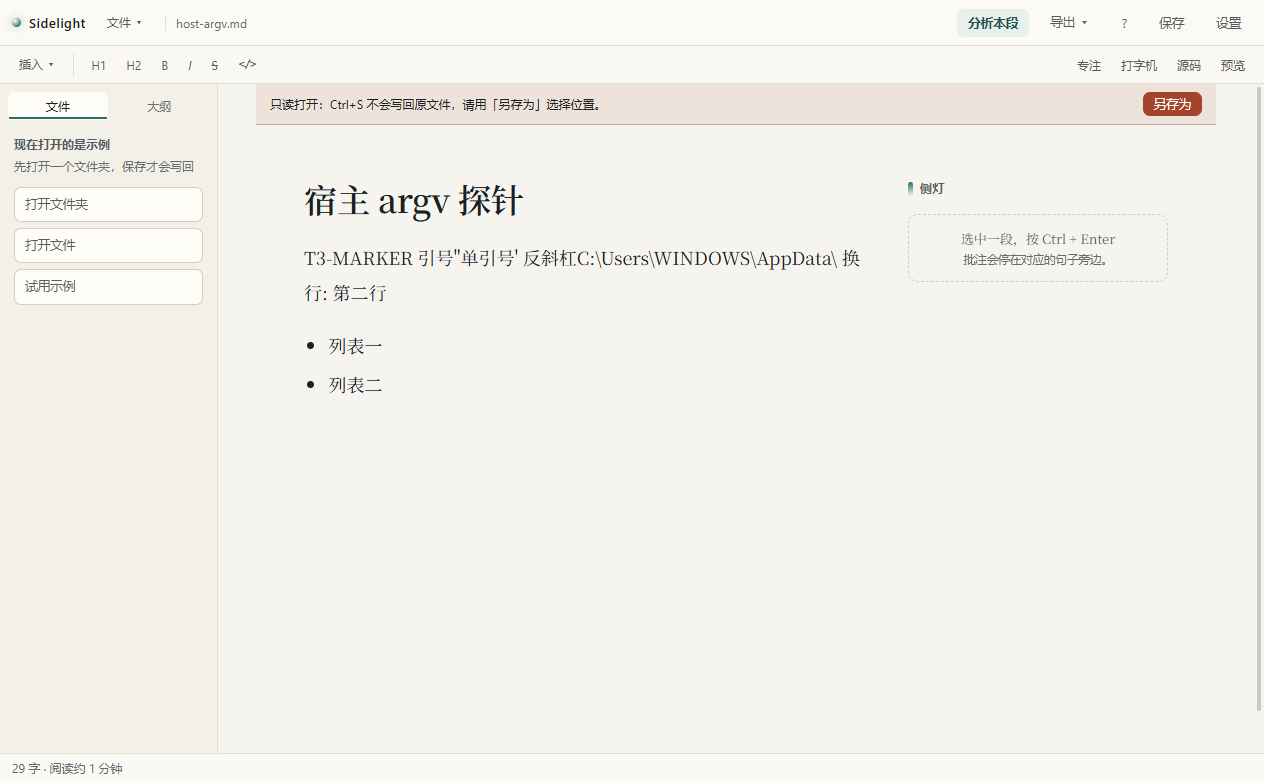 Sidelight 文件 ▾ host-argv.md 分析本段 导出 ▾ ? 保存 设置
插入 ▾ H1 H2 B I S </> 专注 打字机 源码 预览
文件 大纲
只读打开：Ctrl+S 不会写回原文件，请用「另存为」选择位置。 另存为
现在打开的是示例
先打开一个文件夹，保存才会写回
打开文件夹
打开文件
试用示例
宿主 argv 探针
T3-MARKER 引号"单引号' 反斜杠C:\Users\WINDOWS\AppData\ 换
行: 第二行
• 列表一
• 列表二
侧灯
选中一段，按 Ctrl + Enter
批注会停在对应的句子旁边。
29 字 · 阅读约 1 分钟